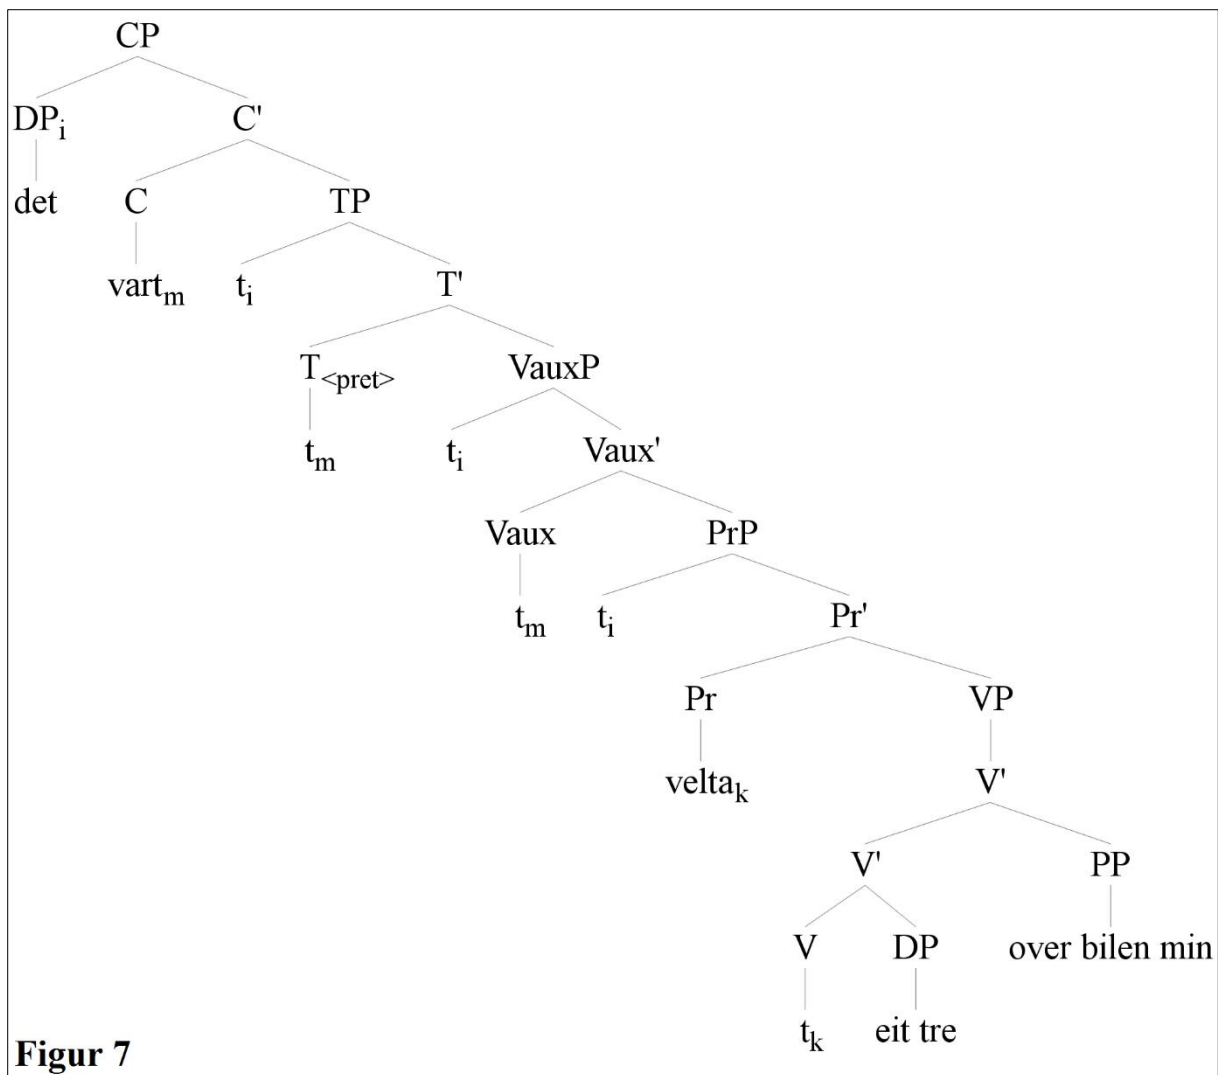 CP
DPi C'
det C TP
vartm ti T'
T<pret> VauxP
tm ti Vaux'
Vaux PrP
tm ti Pr'
Pr VP
veltak V'
V' PP
V DP over bilen min
tk eit tre
Figur 7